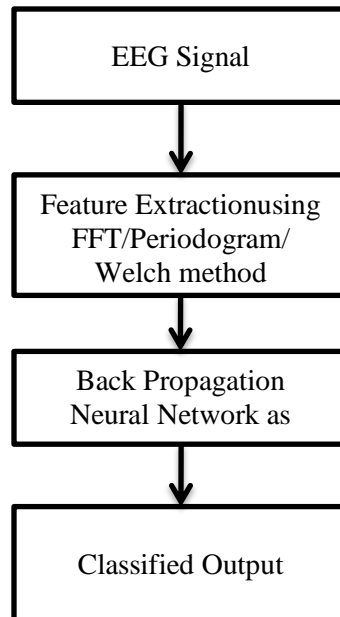 EEG Signal
Feature Extractionusing
FFT/Periodogram/
Welch method
Back Propagation
Neural Network as
Classified Output